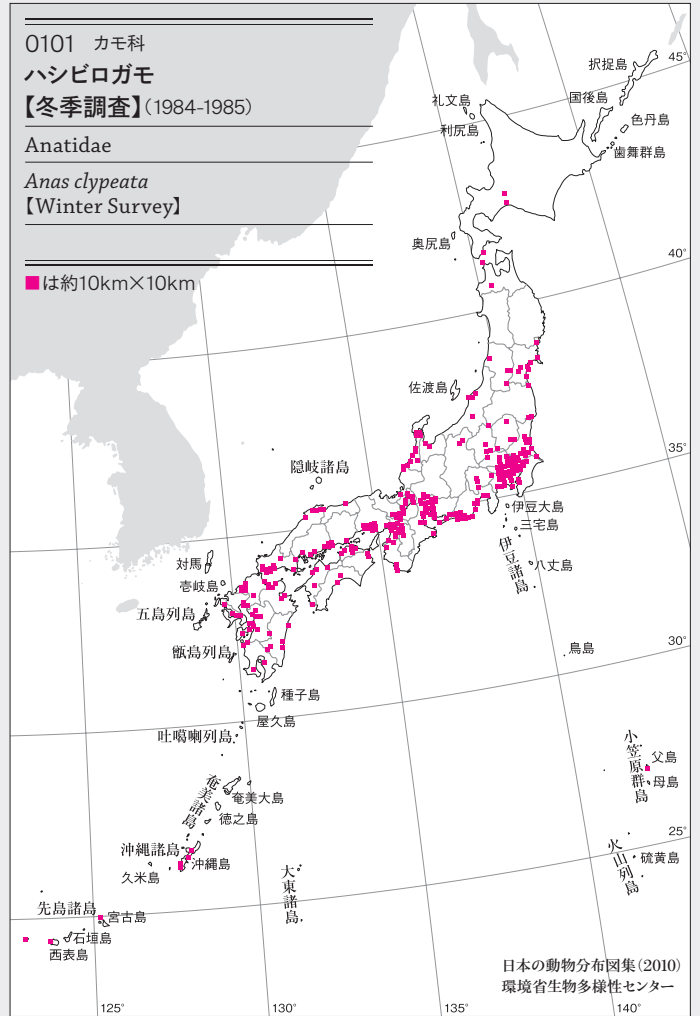 0101 カモ科
ハシビロガモ
【冬季調査】(1984-1985)
Anatidae
Anas clypeata
【Winter Survey】
■は約10km×10km
択捉島
45°
国後島
礼文島
色丹島
利尻島
歯舞群島
奥尻島
40°
佐渡島
35°
隠岐諸島
伊豆大島
三宅島
伊豆諸島
八丈島
対馬
壱岐島
五島列島
鳥島
30°
甑島列島
種子島
屋久島
吐噶喇列島
小笠原群島
父島
母島
奄美諸島
奄美大島
徳之島
25°
沖縄諸島
沖縄島
久米島
火山列島
硫黄島
大東諸島
先島諸島
宮古島
石垣島
西表島
日本の動物分布図集(2010)
環境省生物多様性センター
125°
130°
135°
140°